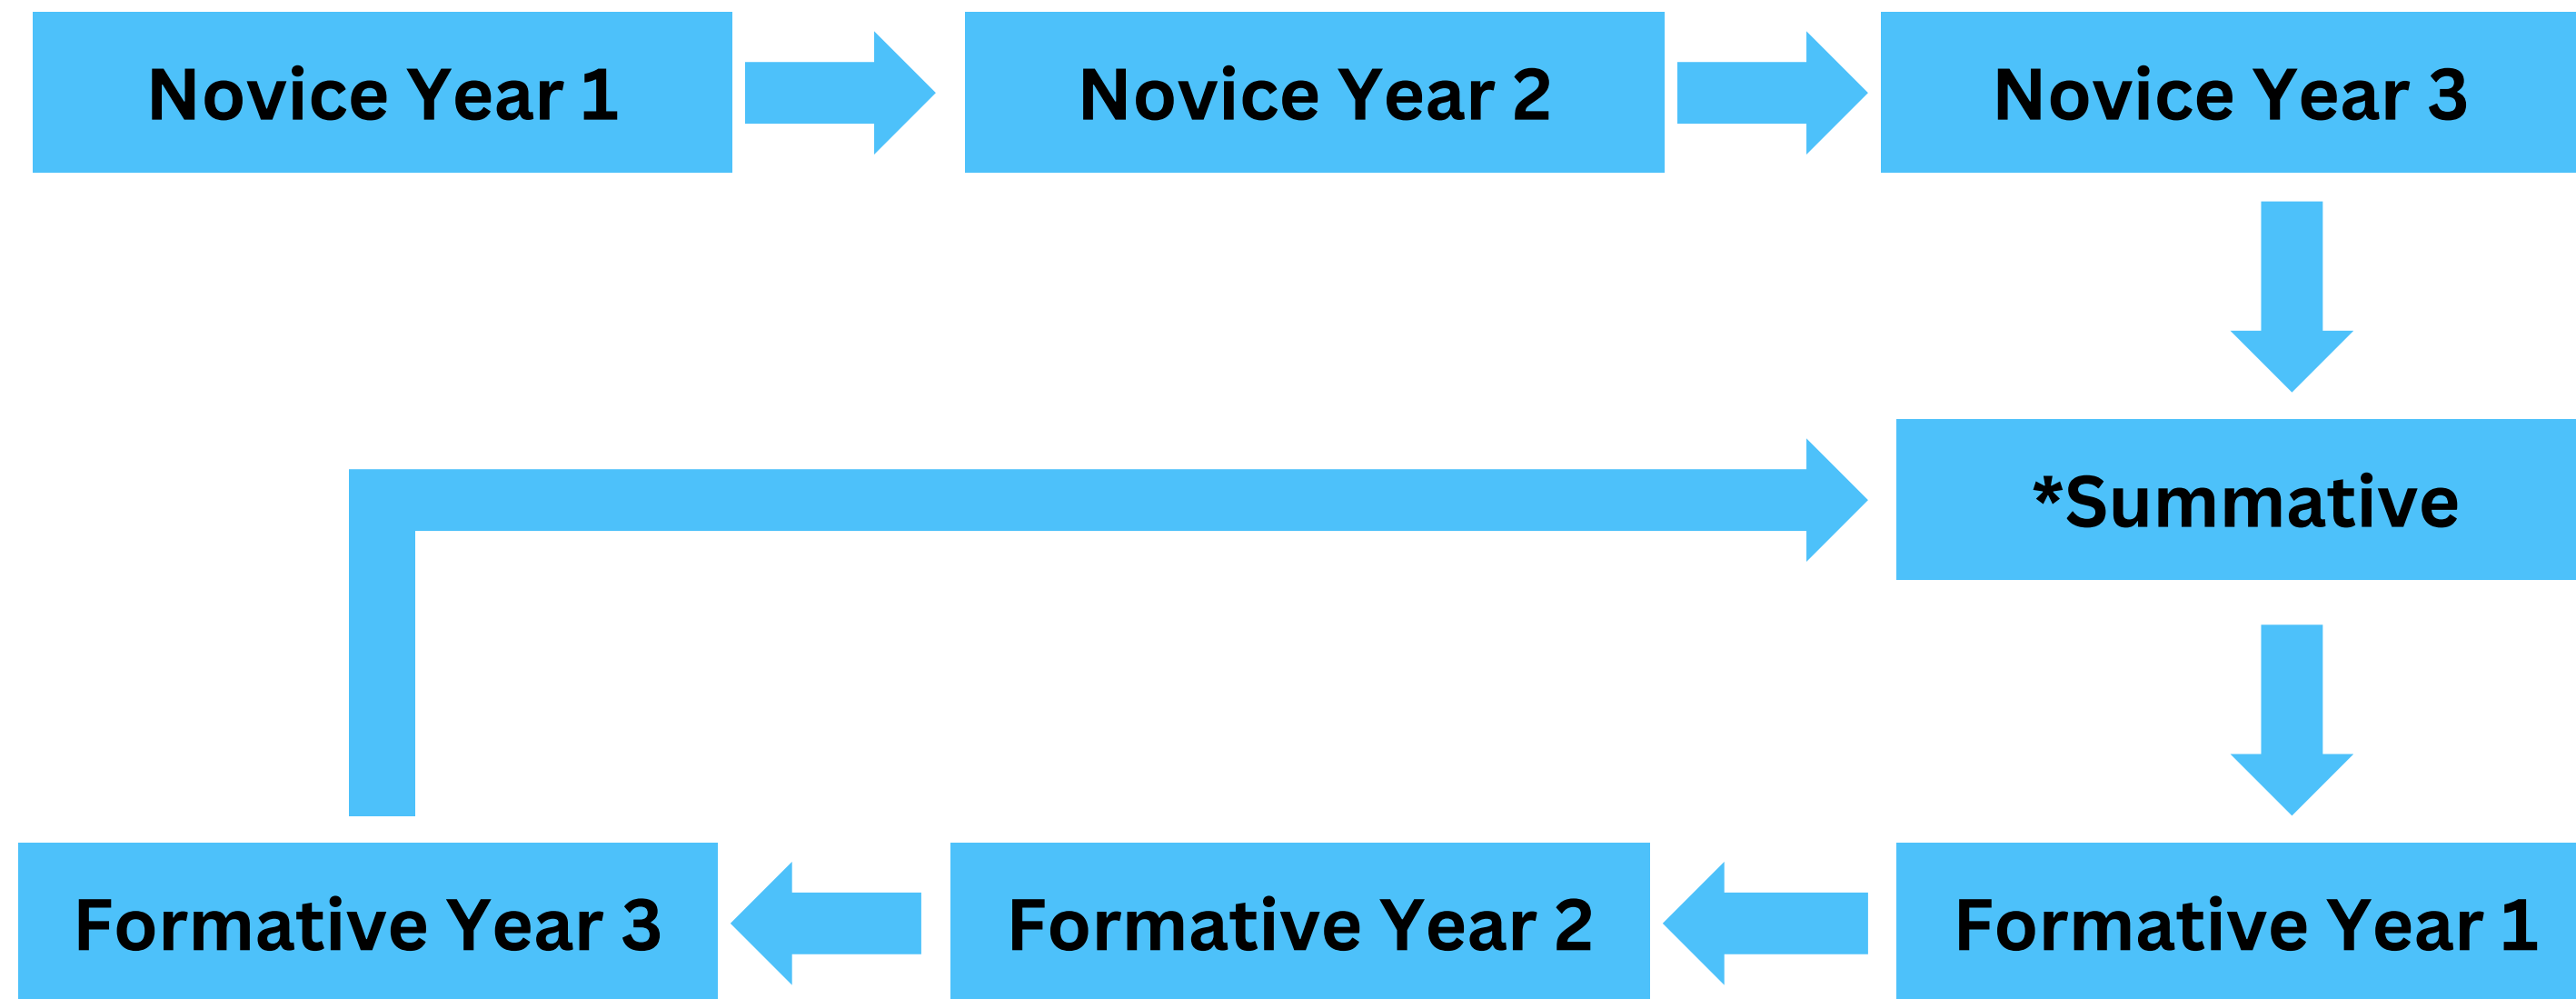 Novice Year 1
Novice Year 2
Novice Year 3
*Summative
Formative Year 3
Formative Year 2
Formative Year 1